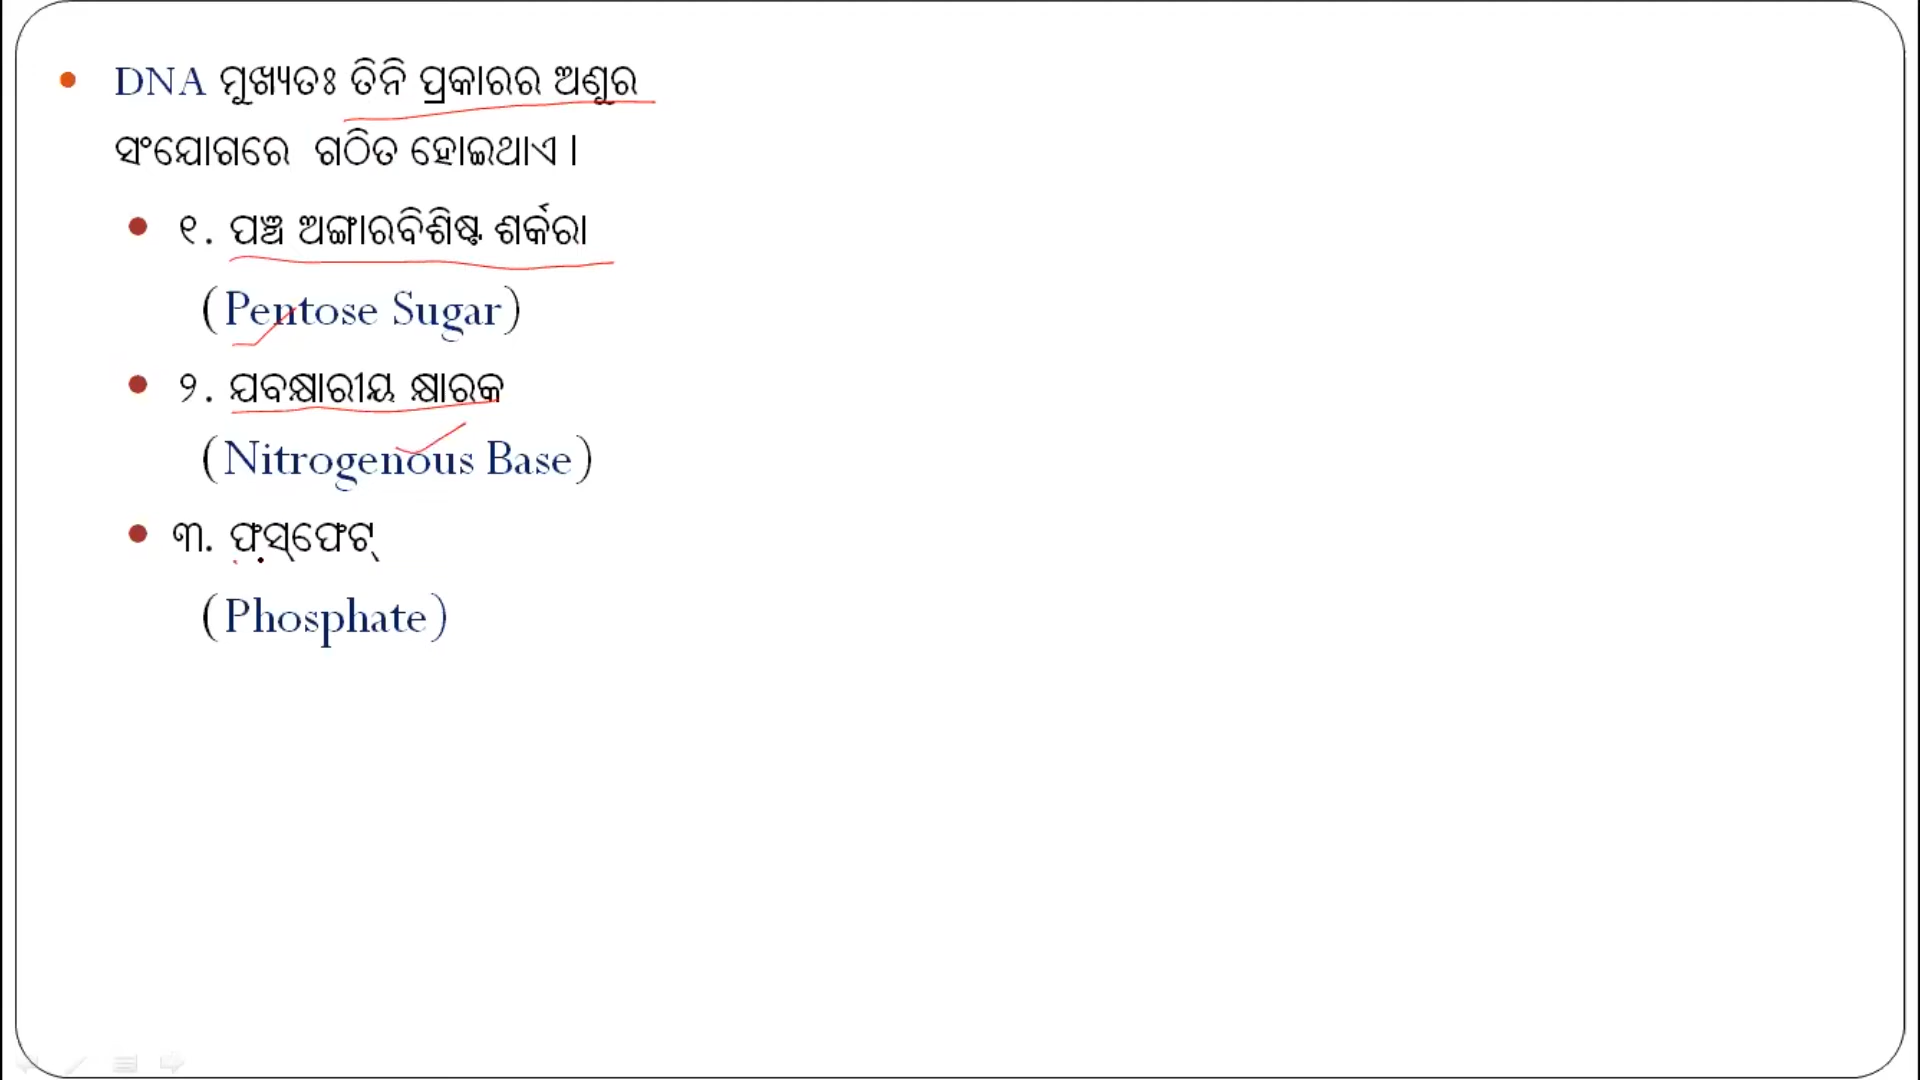 DNA ମୁଖ୍ୟତଃ ତିନି ପ୍ରକାରର ଅଣୁର
ସଂଯୋଗରେ ଗଠିତ ହୋଇଥାଏ ।
୧. ପଞ୍ଚ ଅଙ୍ଗାରବିଶିଷ୍ଟ ଶର୍କରା
(Pentose Sugar)
୨. ଯବକ୍ଷାରୀୟ କ୍ଷାରକ
(Nitrogenous Base)
୩. ଫସ୍‌ଫେଟ୍
(Phosphate)